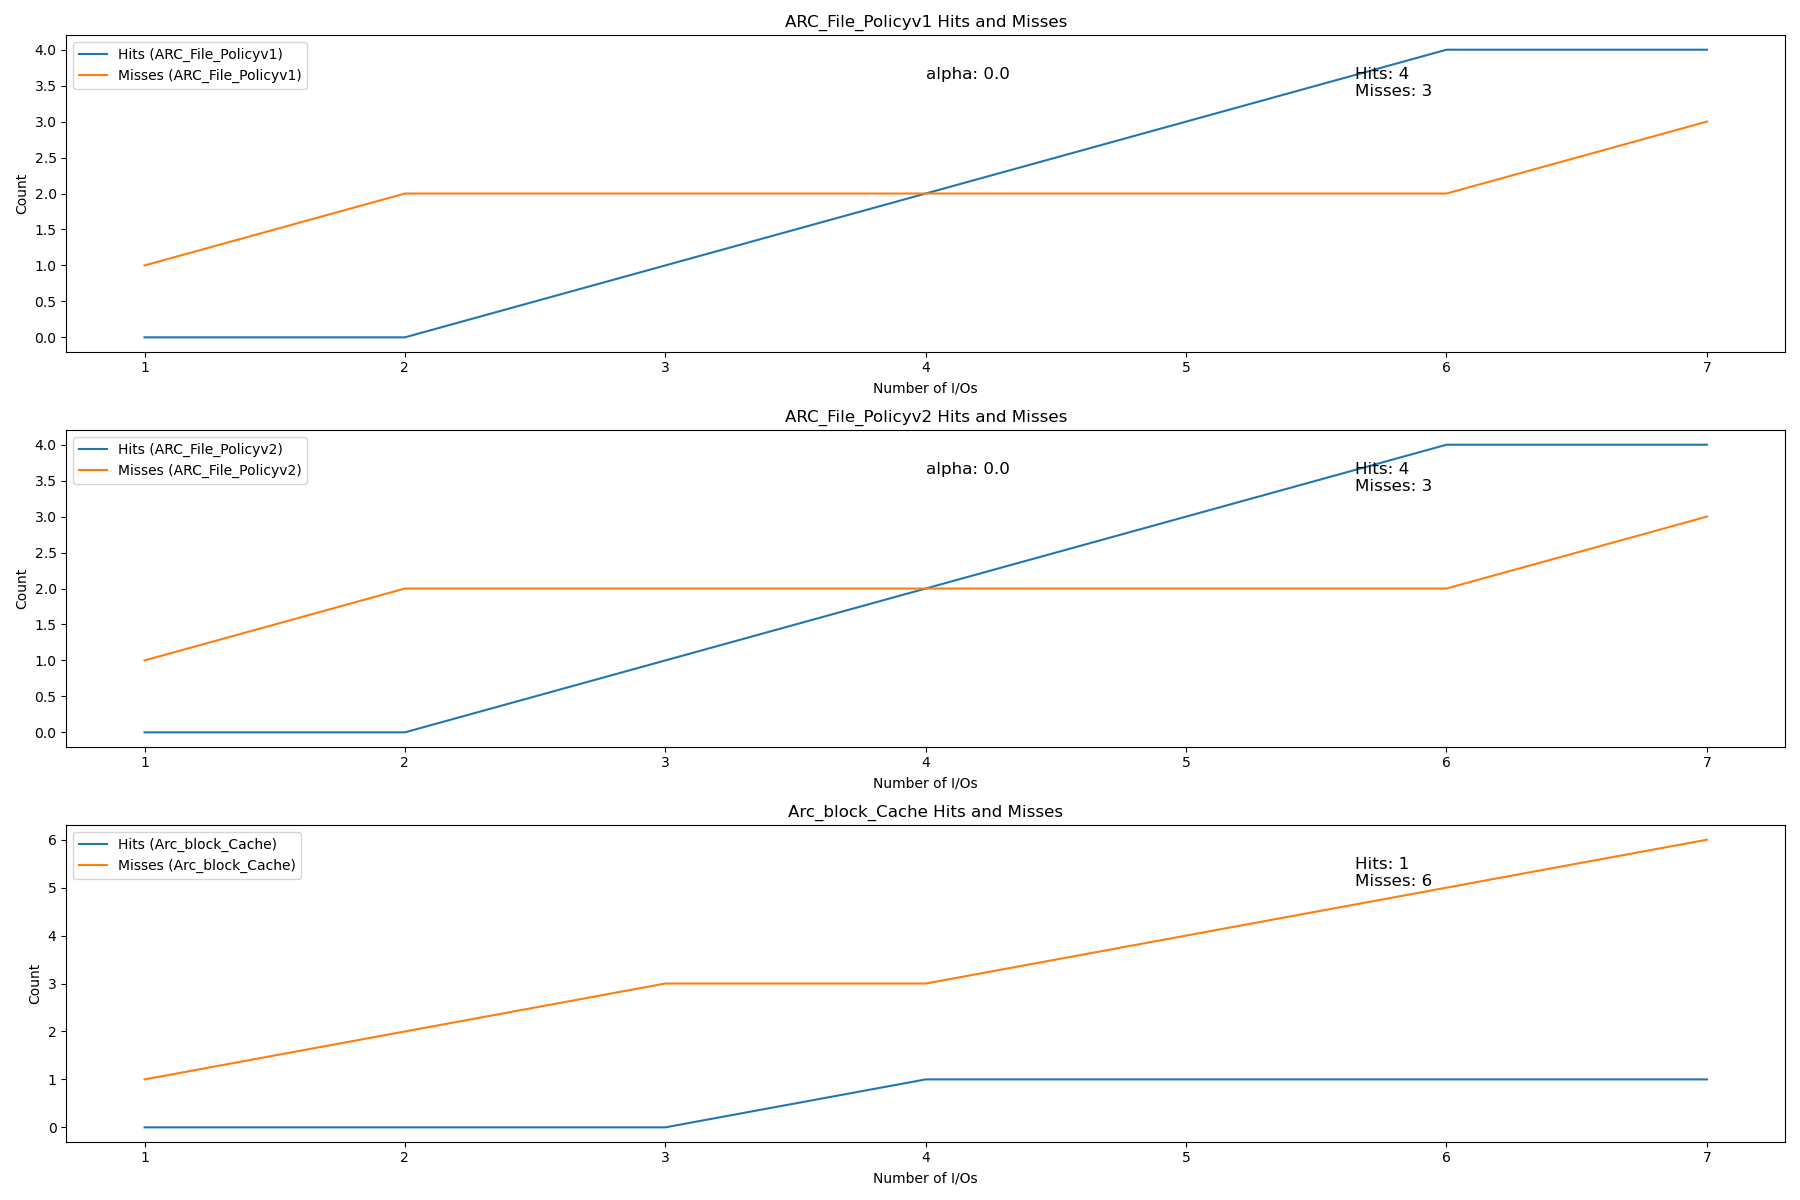 ARC_File_Policyv1 Hits and Misses
Hits (ARC_File_Policyv1)
Misses (ARC_File_Policyv1)
alpha: 0.0
Hits: 4
Misses: 3
4.0
3.5
3.0
2.5
2.0
1.5
1.0
0.5
0.0
Count
1 2 3 4 5 6 7
Number of I/Os
ARC_File_Policyv2 Hits and Misses
Hits (ARC_File_Policyv2)
Misses (ARC_File_Policyv2)
alpha: 0.0
Hits: 4
Misses: 3
4.0
3.5
3.0
2.5
2.0
1.5
1.0
0.5
0.0
Count
1 2 3 4 5 6 7
Number of I/Os
Arc_block_Cache Hits and Misses
Hits (Arc_block_Cache)
Misses (Arc_block_Cache)
Hits: 1
Misses: 6
6
5
4
3
2
1
0
Count
1 2 3 4 5 6 7
Number of I/Os